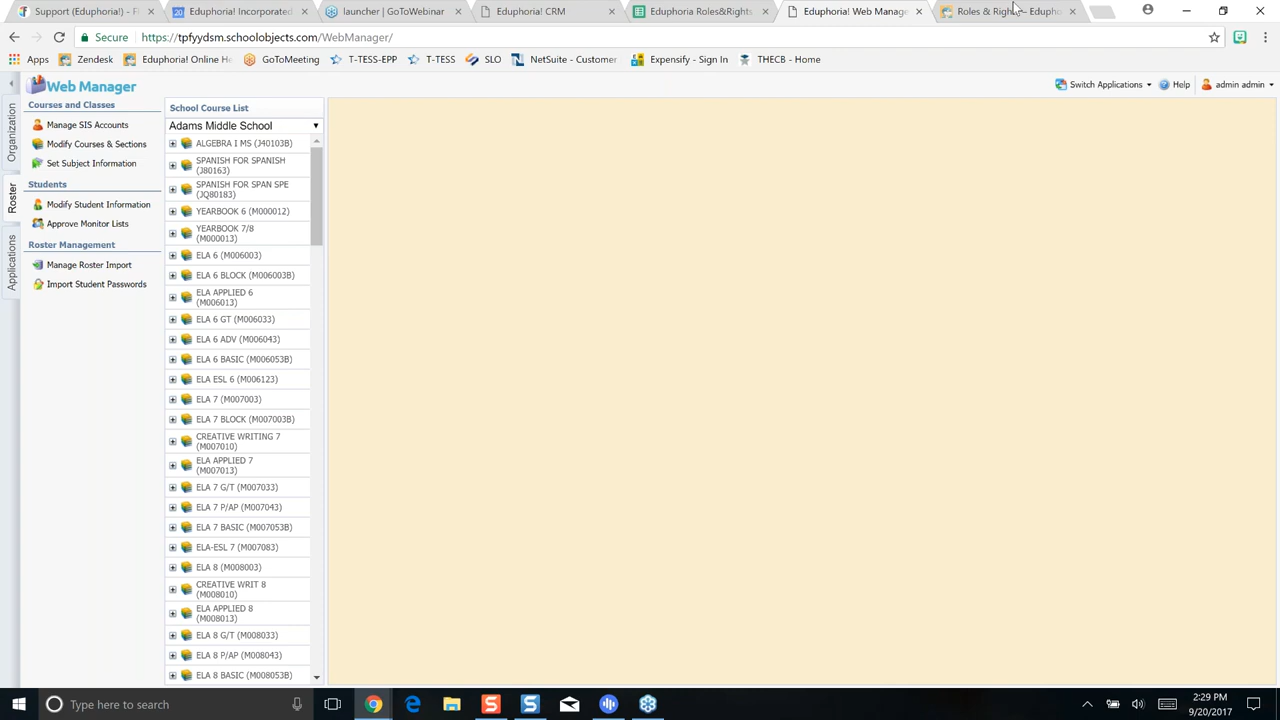 Support (Eduphoria!) - F
Eduphoria! Incorporated
launcher | GoToWebinar
Eduphoria! CRM
Eduphoria Roles&Rights
Eduphoria! Web Manage
Roles & Rights – Edupho
Secure
https://tpfyydsm.schoolobjects.com/WebManager/
Apps
Zendesk
Eduphoria! Online He
GoToMeeting
T-TESS-EPP
T-TESS
SLO
NetSuite - Customer
Expensify - Sign In
THECB - Home
Web Manager
Switch Applications
Help
admin admin
Organization
Roster
Applications
Courses and Classes
Manage SIS Accounts
Modify Courses & Sections
Set Subject Information
Students
Modify Student Information
Approve Monitor Lists
Roster Management
Manage Roster Import
Import Student Passwords
School Course List
Adams Middle School
ALGEBRA I MS (J40103B)
SPANISH FOR SPANISH
(J80163)
SPANISH FOR SPAN SPE
(JQ80183)
YEARBOOK 6 (M000012)
YEARBOOK 7/8
(M000013)
ELA 6 (M006003)
ELA 6 BLOCK (M006003B)
ELA APPLIED 6
(M006013)
ELA 6 GT (M006033)
ELA 6 ADV (M006043)
ELA 6 BASIC (M006053B)
ELA ESL 6 (M006123)
ELA 7 (M007003)
ELA 7 BLOCK (M007003B)
CREATIVE WRITING 7
(M007010)
ELA APPLIED 7
(M007013)
ELA 7 G/T (M007033)
ELA 7 P/AP (M007043)
ELA 7 BASIC (M007053B)
ELA-ESL 7 (M007083)
ELA 8 (M008003)
CREATIVE WRIT 8
(M008010)
ELA APPLIED 8
(M008013)
ELA 8 G/T (M008033)
ELA 8 P/AP (M008043)
ELA 8 BASIC (M008053B)
Type here to search
2:29 PM
9/20/2017